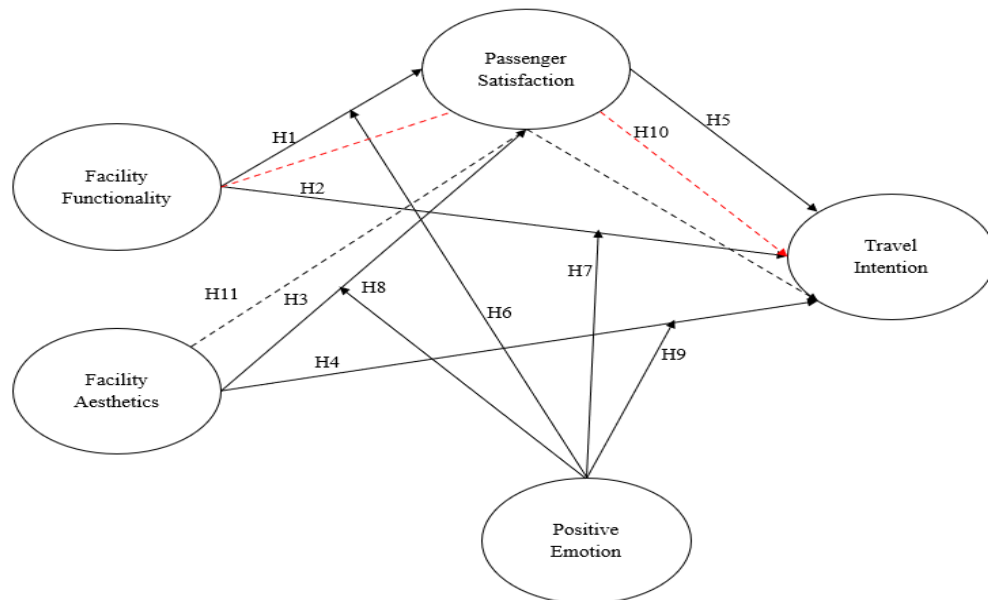 Passenger
Satisfaction
H1
H10
H5
Facility
Functionality
H2
Travel
Intention
H7
H11
H3
H8
H6
H4
H9
Facility
Aesthetics
Positive
Emotion